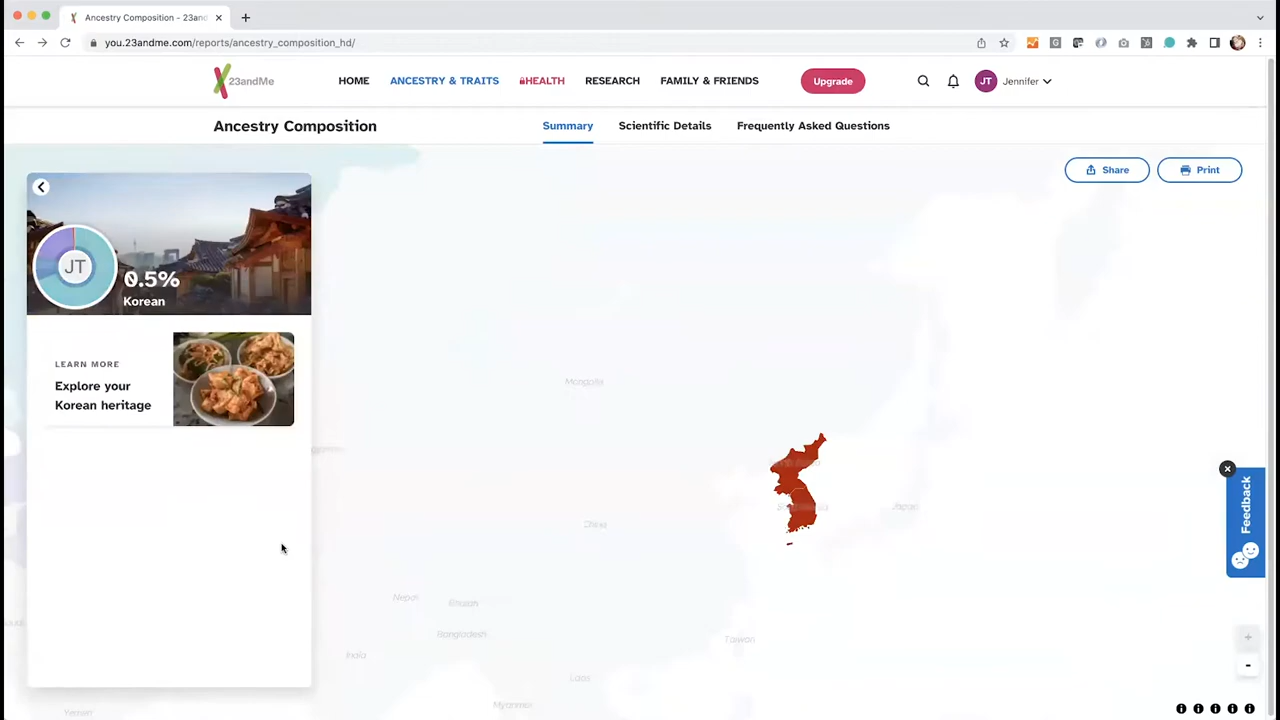 Ancestry Composition - 23and
you.23andme.com/reports/ancestry_composition_hd/
23andMe
HOME
ANCESTRY & TRAITS
HEALTH
RESEARCH
FAMILY & FRIENDS
Upgrade
JT
Jennifer
Ancestry Composition
Summary
Scientific Details
Frequently Asked Questions
Share
Print
JT
0.5%
Korean
LEARN MORE
Explore your
Korean heritage
Mongolia
Japan
China
Nepal
Bhutan
Bangladesh
Taiwan
India
Laos
Myanmar
Yemen
Feedback